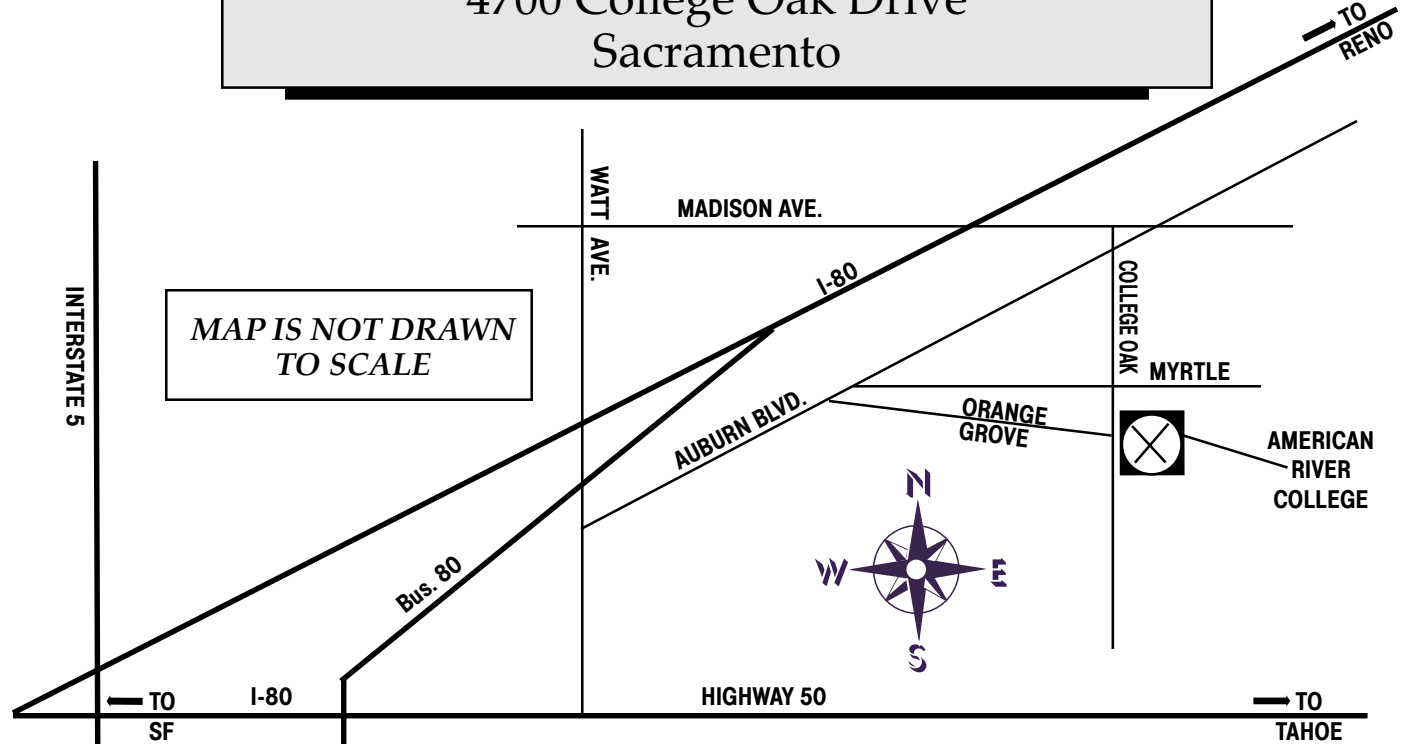 4700 College Oak Drive
Sacramento
TO
RENO
WATT AVE.
MADISON AVE.
I-80
COLLEGE OAK
INTERSTATE 5
MAP IS NOT DRAWN
TO SCALE
MYRTLE
AUBURN BLVD.
ORANGE
GROVE
AMERICAN
RIVER
COLLEGE
N
W
E
S
Bus. 80
TO
SF
I-80
HIGHWAY 50
TO
TAHOE